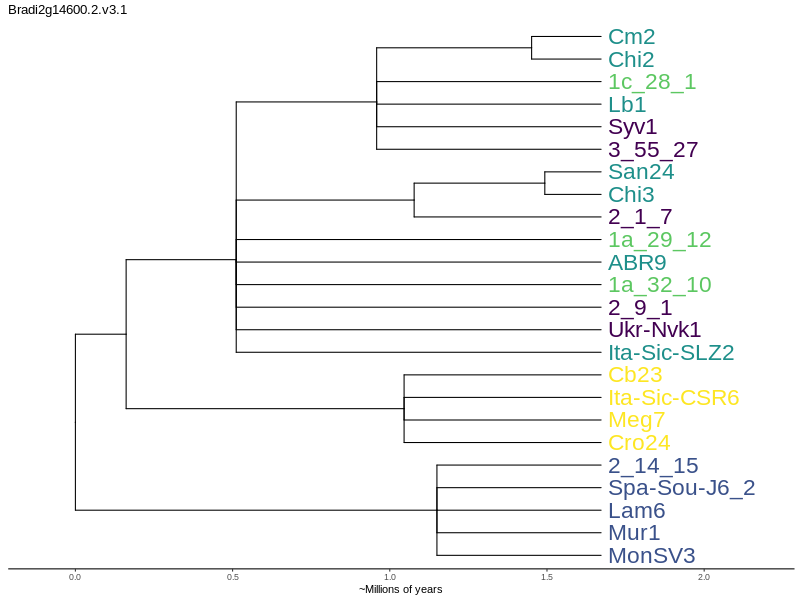 Bradi2g14600.2.v3.1
Cm2
Chi2
1c_28_1
Lb1
Syv1
3_55_27
San24
Chi3
2_1_7
1a_29_12
ABR9
1a_32_10
2_9_1
Ukr-Nvk1
Ita-Sic-SLZ2
Cb23
Ita-Sic-CSR6
Meg7
Cro24
2_14_15
Spa-Sou-J6_2
Lam6
Mur1
MonSV3
0.0 0.5 1.0 1.5 2.0
~Millions of years